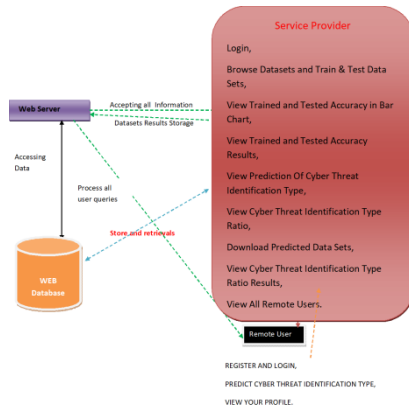 Service Provider
Login,
Browse Datasets and Train & Test Data
Sets,
View Trained and Tested Accuracy in Bar
Chart,
View Trained and Tested Accuracy
Results,
View Prediction Of Cyber Threat
Identification Type,
View Cyber Threat Identification Type
Ratio,
Download Predicted Data Sets,
View Cyber Threat Identification Type
Ratio Results,
View All Remote Users.
Web Server
Accepting all Information
Datasets Results Storage
Accessing
Data
Process all
user queries
Store and retrievals
WEB
Database
Remote User
REGISTER AND LOGIN,
PREDICT CYBER THREAT IDENTIFICATION TYPE,
VIEW YOUR PROFILE.